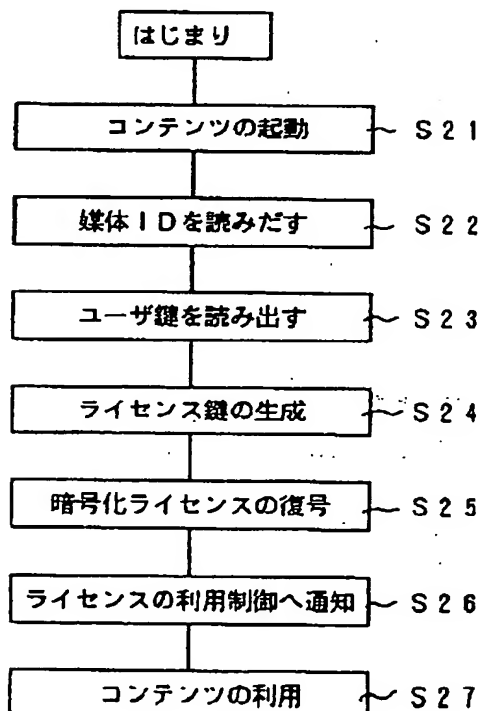 はじまり
コンテンツの起動 ~ S21
媒体IDを読みだす ~ S22
ユーザ鍵を読み出す ~ S23
ライセンス鍵の生成 ~ S24
暗号化ライセンスの復号 ~ S25
ライセンスの利用制御へ通知 ~ S26
コンテンツの利用 ~ S27